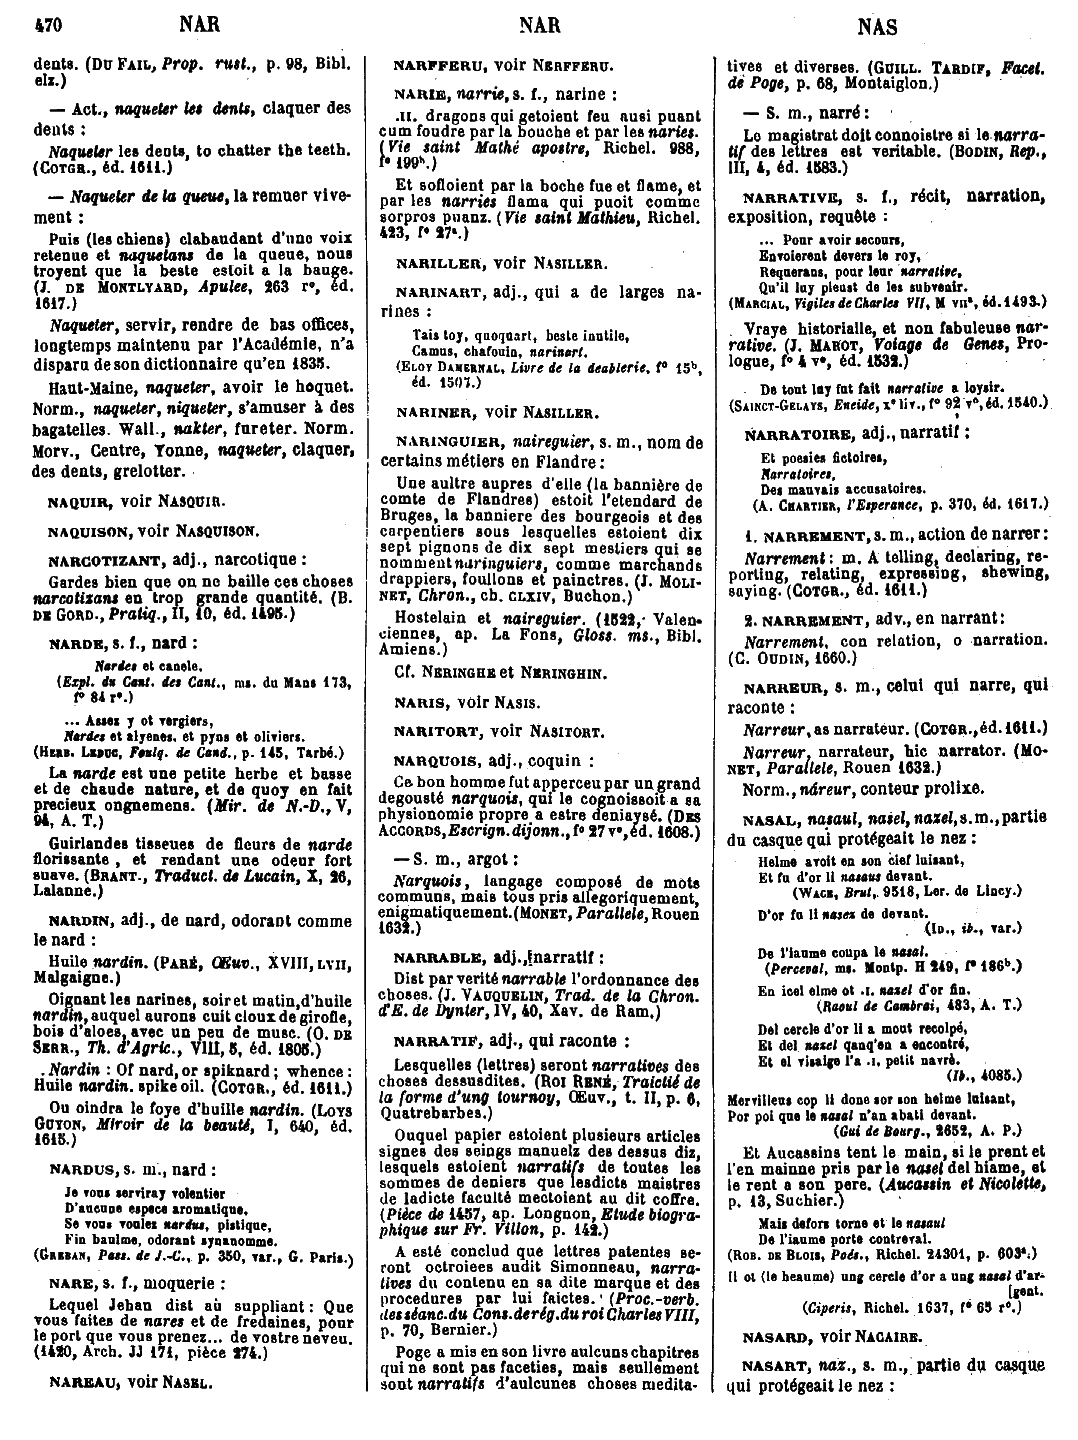 470 NAR NAR NAS
dents. (DU FAIL, Prop. rust., p. 98, Bibl.
elz.)
— Act., naqueter les dents, claquer des
dents :
Naqueter les dents, to chatter the teeth.
(COTGR., éd. 1611.)
— Naqueter de la queue, la remuer vive-
ment :
Puis (les chiens) clabaudant d'une voix
retenue et naquetans de la queue, nous
troyent que la beste estoit a la bauge.
(J. DE MONTLYARD, Apulee, 263 r°, éd.
1617.)
Naqueter, servir, rendre de bas offices,
longtemps maintenu par l'Académie, n'a
disparu de son dictionnaire qu'en 1835.
Haut-Maine, naqueter, avoir le hoquet.
Norm., naqueter, niqueter, s'amuser à des
bagatelles. Wall., nakter, fureter. Norm.
Morv., Centre, Yonne, naqueter, claquer,
des dents, grelotter.
NAQUIR, voir NASQUIR.
NAQUISON, voir NASQUISON.
NARCOTIZANT, adj., narcotique :
Gardes bien que on ne baille ces choses
narcotizans en trop grande quantité. (B.
DE GORD., Pratiq., II, 10, éd. 1495.)
NARDE, s. f., nard :
Nardes et canele.
(Expl. du Cant. des Cant., ms. du Mans 173,
f° 84 r°.)
... Assez y ot vergiers,
Nardes et alyenes, et pyns et oliviers.
(HERB. LEDUC, Foulq. de Cand., p. 145, Tarbé.)
La narde est une petite herbe et basse
et de chaude nature, et de quoy en fait
precieux ongnemens. (Mir. de N.-D., V,
94, A. T.)
Guirlandes tissues de fleurs de narde
florissante, et rendant une odeur fort
suave. (BRANT., Traduct. de Lucain, X, 26,
Lalanne.)
NARDIN, adj., de nard, odorant comme
le nard :
Huile nardin. (PARÉ, Œuv., XVIII, LVII,
Malgaigne.)
Oignant les narines, soir et matin, d'huile
nardin, auquel aurons cuit cloux de girofle,
bois d'aloes, avec un peu de musc. (O. DE
SERR., Th. d'Agric., VIII, 5, éd. 1805.)
Nardin : Of nard, or spiknard ; whence :
Huile nardin. spike oil. (COTGR., éd. 1611.)
Ou oindra le foye d'huille nardin. (LOYS
GUYON, Miroir de la beauté, I, 640, éd.
1615.)
NARDUS, s. m., nard :
Je vous serviray volentier
D'aucune espece aromatique,
Se vous voulez nardus, pistique,
Fin baulme, odorant synanomme.
(GREBAN, Pass. de J.-C., p. 350, var., G. Paris.)
NARE, s. f., moquerie :
Lequel Jehan dist au suppliant : Que
vous faites de nares et de fredaines, pour
le port que vous prenez... de vostre neveu.
(1420, Arch. JJ 171, pièce 274.)
NAREAU, voir NASEL.
NARFFERU, voir NERFFERU.
NARIE, narrie, s. f., narine :
.II. dragons qui getoient feu ausi puant
cum foudre par la bouche et par les naries.
(Vie saint Mathé apostre, Richel. 988,
f° 199ʰ.)
Et sofloient par la boche fue et flame, et
par les narries flama qui puoit comme
sorpros puanz. (Vie saint Mathieu, Richel.
423, f° 27ᵃ.)
NARILLER, voir NASILLER.
NARINART, adj., qui a de larges na-
rines :
Tais toy, quoquart, beste inutile,
Camus, chafouin, narinart.
(ELOY DAMERNAL, Livre de la deablerie, f° 15ᵇ,
éd. 1507.)
NARINER, voir NASILLER.
NARINGUIER, naireguier, s. m., nom de
certains métiers en Flandre :
Une aultre aupres d'elle (la bannière de
comte de Flandres) estoit l'etendard de
Bruges, la banniere des bourgeois et des
carpentiers sous lesquelles estoient dix
sept pignons de dix sept mestiers qui se
nomment naringuiers, comme marchands
drappiers, foullons et painctres. (J. MOLI-
NET, Chron., ch. CLXIV, Buchon.)
Hostelain et naireguier. (1522, Valen-
ciennes, ap. La Fons, Gloss. ms., Bibl.
Amiens.)
Cf. NERINGHE et NERINGHIN.
NARIS, voir NASIS.
NARITORT, voir NASITORT.
NARQUOIS, adj., coquin :
Ce bon homme fut apperceu par un grand
degousté narquois, qui le cognoissoit a sa
physionomie propre a estre deniaysé. (DES
ACCORDS, Escrign. dijonn., f° 27 v°, éd. 1608.)
— S. m., argot :
Narquois, langage composé de mots
communs, mais tous pris allegoriquement,
enigmatiquement. (MONET, Parallele, Rouen
1632.)
NARRABLE, adj., narratif :
Dist par verité narrable l'ordonnance des
choses. (J. VAUQUELIN, Trad. de la Chron.
d'E. de Dynter, IV, 40, Xav. de Ram.)
NARRATIF, adj., qui raconte :
Lesquelles (lettres) seront narratives des
choses dessusdites. (ROI RENÉ, Traictié de
la forme d'ung tournoy, Œuv., t. II, p. 6,
Quatrebarbes.)
Ouquel papier estoient plusieurs articles
signes des seings manuelz des dessus diz,
lesquels estoient narratifs de toutes les
sommes de deniers que lesdicts maistres
de ladicte faculté mectoient au dit coffre.
(Pièce de 1457, ap. Longnon, Etude biogra-
phique sur Fr. Villon, p. 142.)
A esté conclud que lettres patentes se-
ront octroiees audit Simonneau, narra-
tives du contenu en sa dite marque et des
procedures par lui faictes. (Proc.-verb.
des séanc. du Cons. de rég. du roi Charles VIII,
p. 70, Bernier.)
Poge a mis en son livre aulcuns chapitres
qui ne sont pas faceties, mais seullement
sont narratifs d'aulcunes choses medita-
tives et diverses. (GUILL. TARDIF, Facet.
de Poge, p. 68, Montaiglon.)
— S. m., narré :
Le magistrat doit connoistre si le narra-
tif des lettres est veritable. (BODIN, Rep.,
III, 4, éd. 1583.)
NARRATIVE, s. f., récit, narration,
exposition, requête :
... Pour avoir secours,
Envoierent devers le roy,
Requerans, pour leur narrative,
Qu'il luy pleust de les subvenir.
(MARCIAL, Vigiles de Charles VII, M VIIᵃ, éd. 1493.)
Vraye historialle, et non fabuleuse nar-
rative. (J. MAROT, Voiage de Genes, Pro-
logue, f° 4 v°, éd. 1532.)
De tout luy fut fait narrative a loysir.
(SAINCT-GELAYS, Eneide, x° liv., f° 92 v°, éd. 1540.)
NARRATOIRE, adj., narratif :
Et poesies fictoires,
Narratoires,
Des mauvais accusatoires.
(A. CHARTIER, l'Esperance, p. 370, éd. 1617.)
1. NARREMENT, s. m., action de narrer :
Narrement : m. A telling, declaring, re-
porting, relating, expressing, shewing,
saying. (COTGR., éd. 1611.)
2. NARREMENT, adv., en narrant :
Narrement, con relation, o narration.
(C. OUDIN, 1660.)
NARREUR, s. m., celui qui narre, qui
raconte :
Narreur, as narrateur. (COTGR., éd. 1611.)
Narreur, narrateur, hic narrator. (MO-
NET, Parallele, Rouen 1632.)
Norm., náreur, conteur prolixe.
NASAL, nasaul, nasel, naxel, s. m., partie
du casque qui protégeait le nez :
Helme avoit en son cief luisant,
Et fu d'or li nasaus devant.
(WACE, Brut, 9518, Ler. de Lincy.)
D'or fu li nasez de devant.
(ID., ib., var.)
De l'iaume coupa le nasal.
(Perceval, ms. Montp. H 249, f° 186ᵇ.)
En icel elme ot .I. nasel d'or fin.
(Raoul de Cambrai, 483, A. T.)
Del cercle d'or li a mout recolpé,
Et del naxel qanq'en a encontré,
Et el visaige l'a .I. petit navré.
(Ib., 4085.)
Merveilleus cop li done sor son helme luisant,
Por poi que le nasal n'an abati devant.
(Gui de Bourg., 2652, A. P.)
Et Aucassins tent le main, si le prent et
l'en mainne pris par le nasel del hiame, et
le rent a son pere. (Aucassin et Nicolette,
p. 13, Suchier.)
Mais defors torne et le nasaul
De l'iaume porte contreval.
(ROB. DE BLOIS, Poés., Richel. 24301, p. 603ᵃ.)
Il ot (le heaume) ung cercle d'or a ung nasal d'ar-
[gent.
(Ciperis, Richel. 1637, f° 65 r°.)
NASARD, voir NACAIRE.
NASART, naz., s. m., partie du casque
qui protégeait le nez :